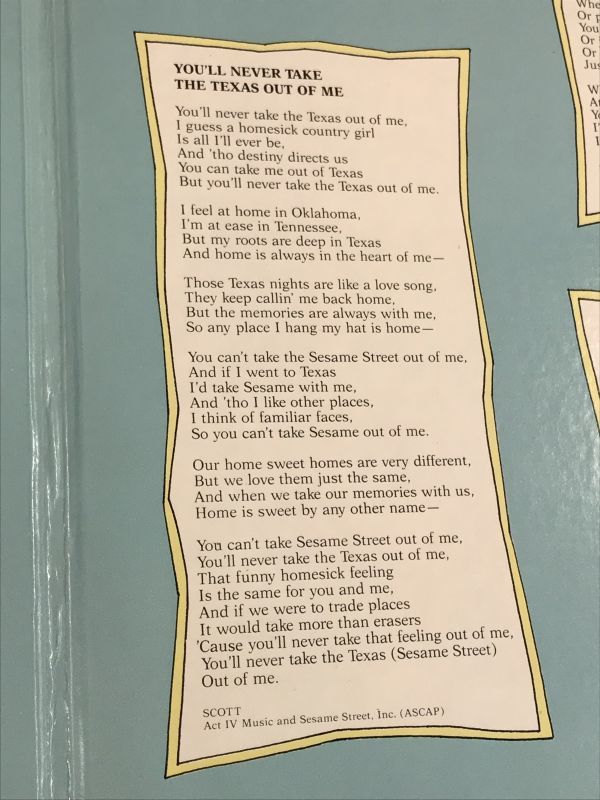 YOU'LL NEVER TAKE
THE TEXAS OUT OF ME
You'll never take the Texas out of me,
I guess a homesick country girl
Is all I'll ever be,
And 'tho destiny directs us
You can take me out of Texas
But you'll never take the Texas out of me.
I feel at home in Oklahoma,
I'm at ease in Tennessee,
But my roots are deep in Texas
And home is always in the heart of me—
Those Texas nights are like a love song,
They keep callin' me back home,
But the memories are always with me,
So any place I hang my hat is home—
You can't take the Sesame Street out of me,
And if I went to Texas
I'd take Sesame with me,
And 'tho I like other places,
I think of familiar faces,
So you can't take Sesame out of me.
Our home sweet homes are very different,
But we love them just the same,
And when we take our memories with us,
Home is sweet by any other name—
You can't take Sesame Street out of me,
You'll never take the Texas out of me,
That funny homesick feeling
Is the same for you and me,
And if we were to trade places
It would take more than erasers
'Cause you'll never take that feeling out of me,
You'll never take the Texas (Sesame Street)
Out of me.
SCOTT
Act IV Music and Sesame Street, Inc. (ASCAP)
Or
You
Or
Or